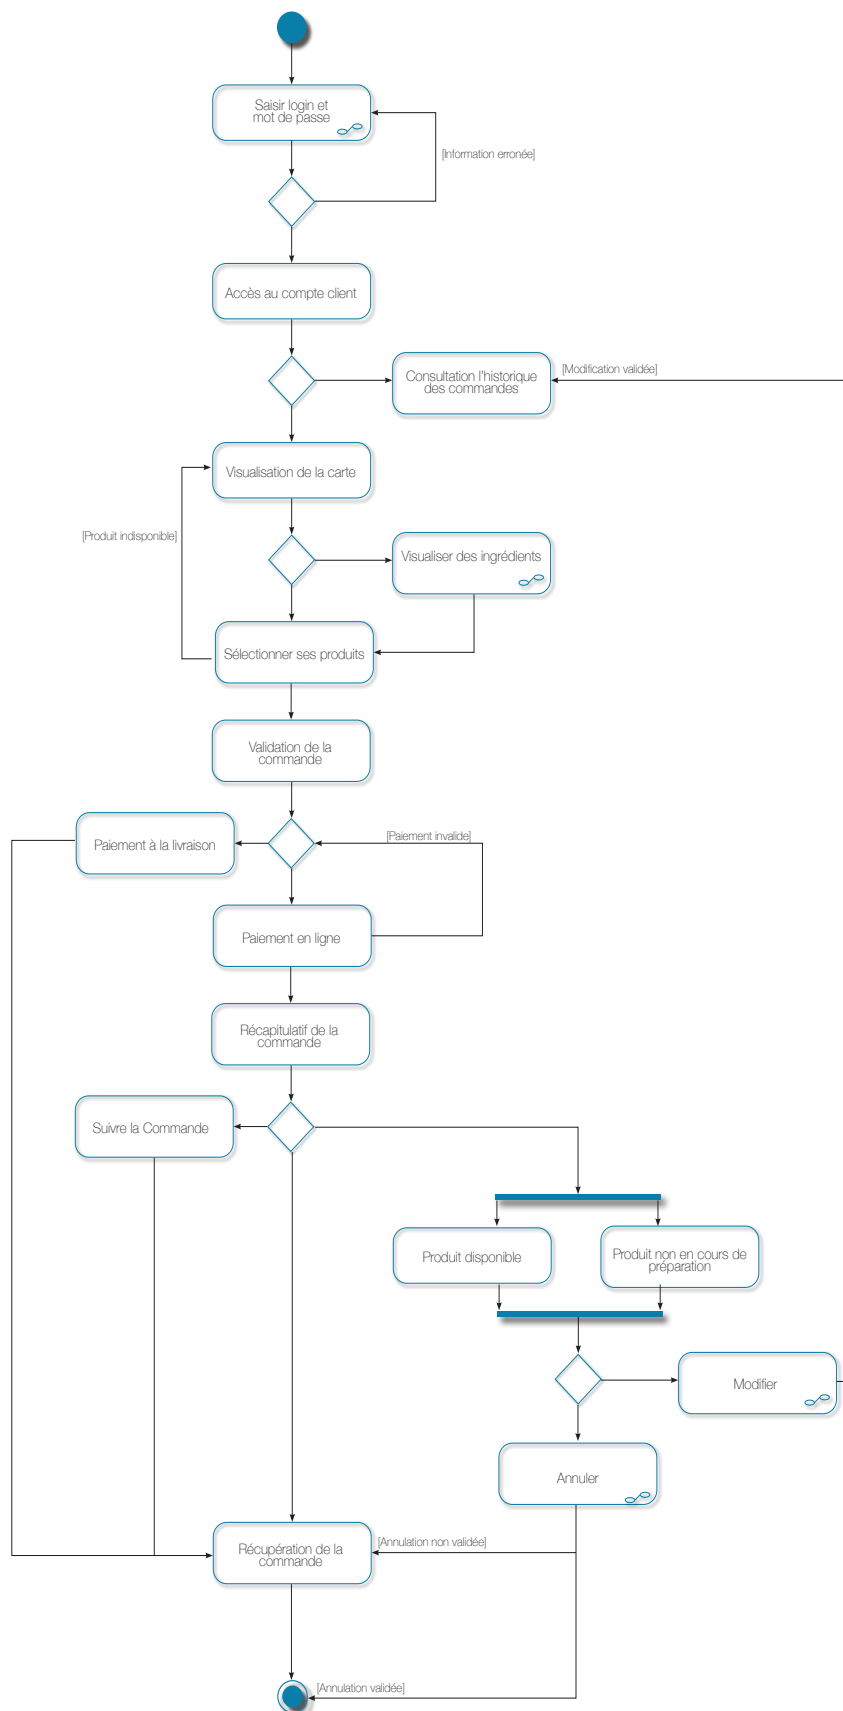 Saisir login et
mot de passe
[Information erronée]
Accès au compte client
Consultation l'historique
des commandes
[Modification validée]
Visualisation de la carte
[Produit indisponible]
Visualiser des ingrédients
Sélectionner ses produits
Validation de la
commande
Paiement à la livraison
[Paiement invalide]
Paiement en ligne
Récapitulatif de la
commande
Suivre la Commande
Produit disponible
Produit non en cours de
préparation
Modifier
Annuler
Récupération de la
commande
[Annulation non validée]
[Annulation validée]